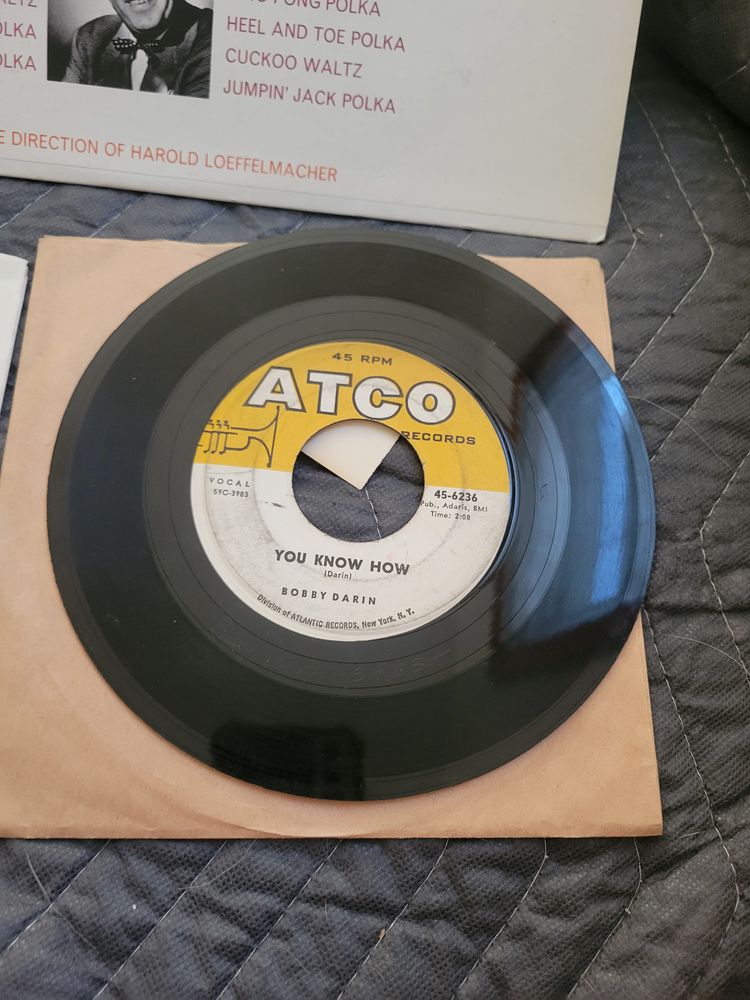 PONG POLKA
OLKA
HEEL AND TOE POLKA
OLKA
CUCKOO WALTZ
JUMPIN' JACK POLKA
DIRECTION OF HAROLD LOEFFELMACHER
45 RPM
ATCO
RECORDS
VOCAL
59C-3983
45-6236
Pub., Adaris, BMI
Time: 2:08
YOU KNOW HOW
(Darin)
BOBBY DARIN
Division of ATLANTIC RECORDS, New York, N. Y.